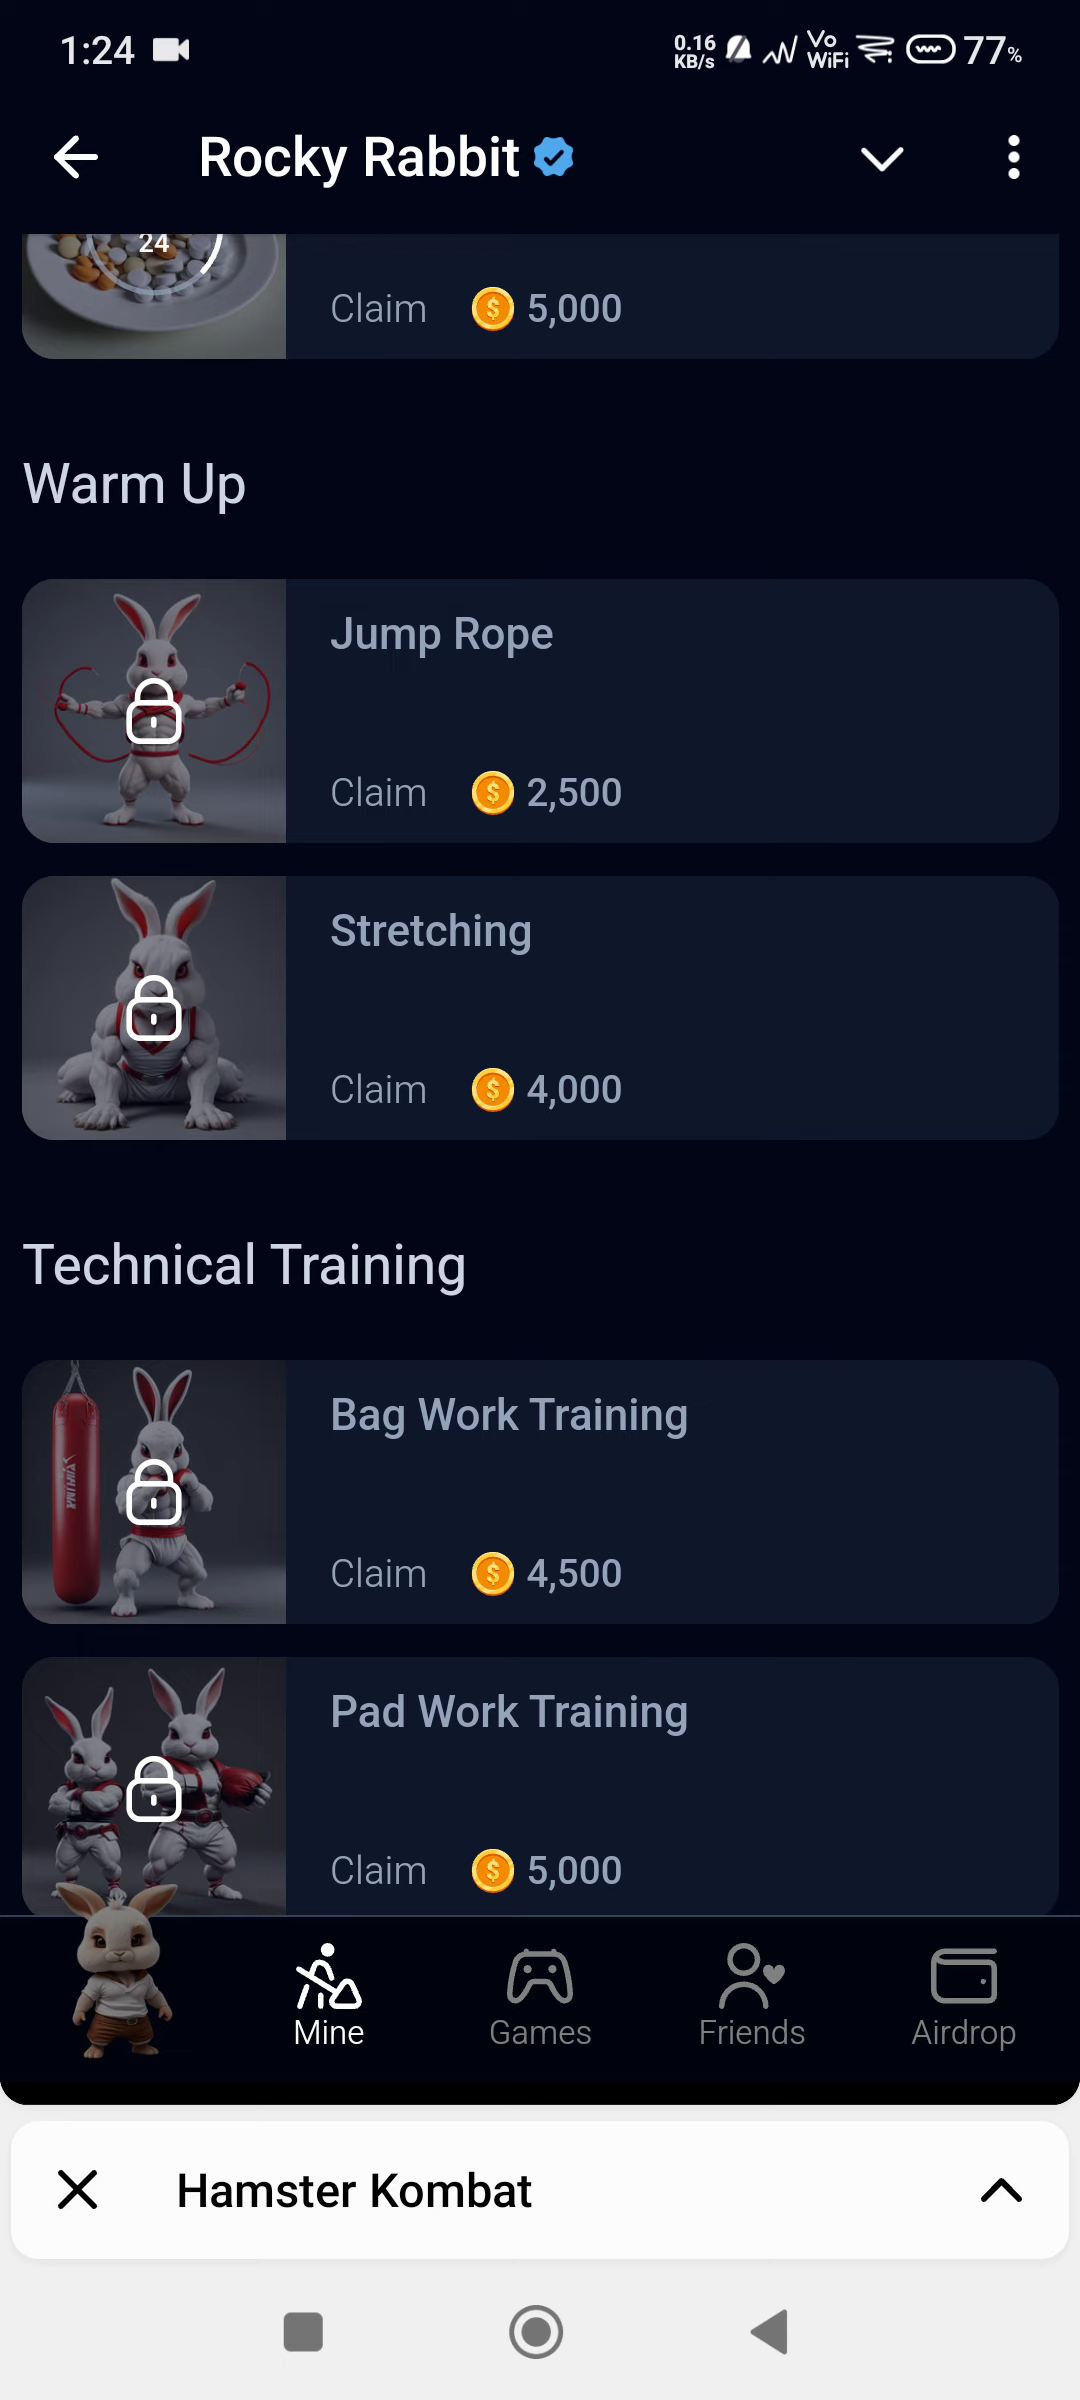 1:24
0.16 KB/s
Vo WiFi
77%
Rocky Rabbit
24
Claim 5,000
Warm Up
Jump Rope
Claim 2,500
Stretching
Claim 4,000
Technical Training
Bag Work Training
Claim 4,500
Pad Work Training
Claim 5,000
Mine Games Friends Airdrop
Hamster Kombat